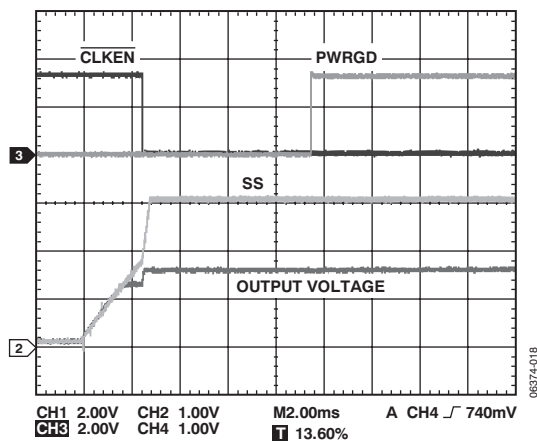 CLKEN
PWRGD
3
SS
OUTPUT VOLTAGE
2
CH1 2.00V CH2 1.00V M2.00ms A CH4 740mV
CH3 2.00V CH4 1.00V T 13.60%
06374-018